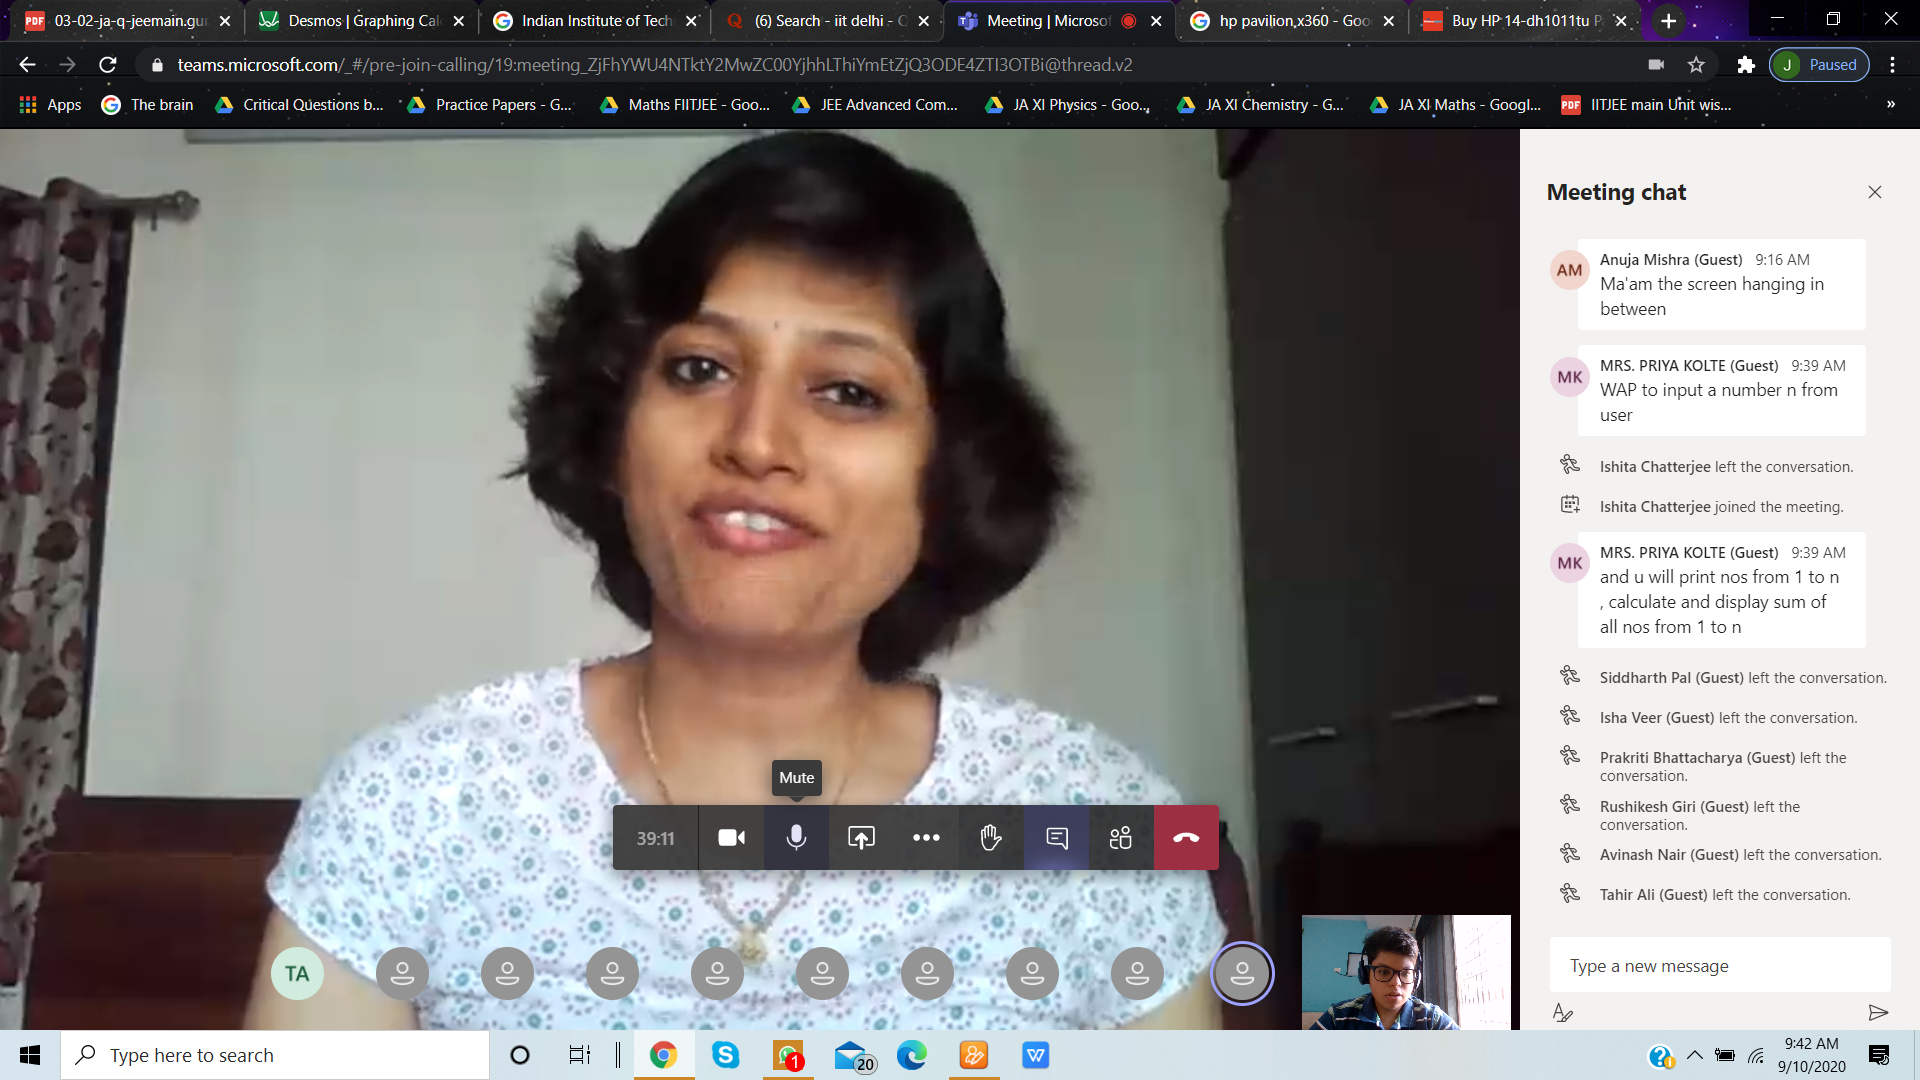 03-02-ja-q-jeemain.gu
Desmos | Graphing Cal
Indian Institute of Tech
(6) Search - iit delhi - Q
Meeting | Microsof
hp pavilion,x360 - Goo
Buy HP 14-dh1011tu P
teams.microsoft.com/_#/pre-join-calling/19:meeting_ZjFhYWU4NTktY2MwZC00YjhhLThiYmEtZjQ3ODE4ZTI3OTBi@thread.v2
J Paused
Apps
The brain
Critical Questions b...
Practice Papers - G...
Maths FIITJEE - Goo...
JEE Advanced Com...
JA XI Physics - Goo...
JA XI Chemistry - G...
JA XI Maths - Googl...
PDF IITJEE main Unit wis...
Meeting chat
AM
Anuja Mishra (Guest) 9:16 AM
Ma'am the screen hanging in
between
MK
MRS. PRIYA KOLTE (Guest) 9:39 AM
WAP to input a number n from
user
Ishita Chatterjee left the conversation.
Ishita Chatterjee joined the meeting.
MK
MRS. PRIYA KOLTE (Guest) 9:39 AM
and u will print nos from 1 to n
, calculate and display sum of
all nos from 1 to n
Siddharth Pal (Guest) left the conversation.
Isha Veer (Guest) left the conversation.
Prakriti Bhattacharya (Guest) left the
conversation.
Rushikesh Giri (Guest) left the
conversation.
Avinash Nair (Guest) left the conversation.
Tahir Ali (Guest) left the conversation.
Type a new message
Mute
39:11
TA
Type here to search
1
20
9:42 AM
9/10/2020